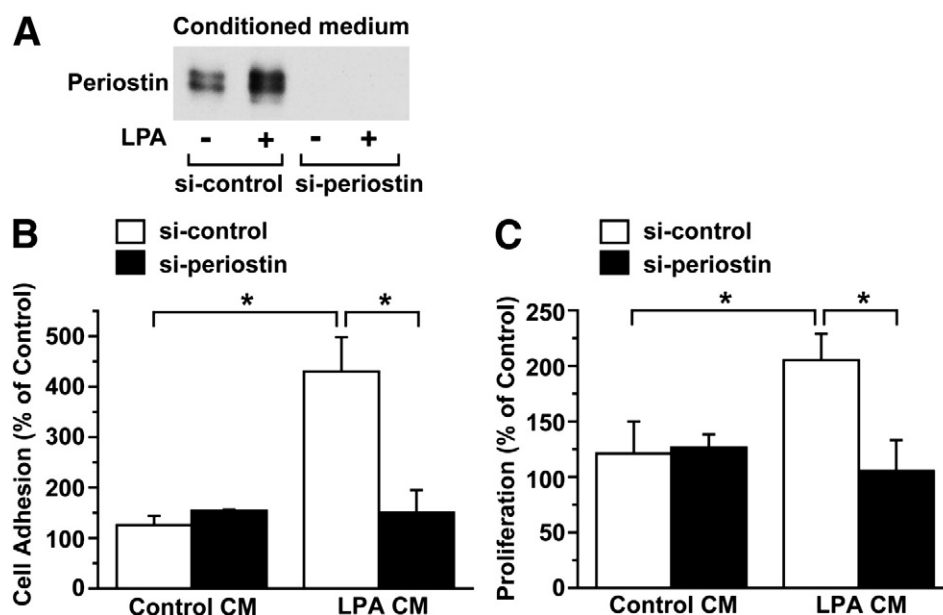 A
Conditioned medium
Periostin
LPA - + - +
si-control si-periostin
B
si-control
si-periostin
Cell Adhesion (% of Control)
500
400
300
200
100
0
* *
Control CM LPA CM
C
si-control
si-periostin
Proliferation (% of Control)
250
200
150
100
50
0
* *
Control CM LPA CM